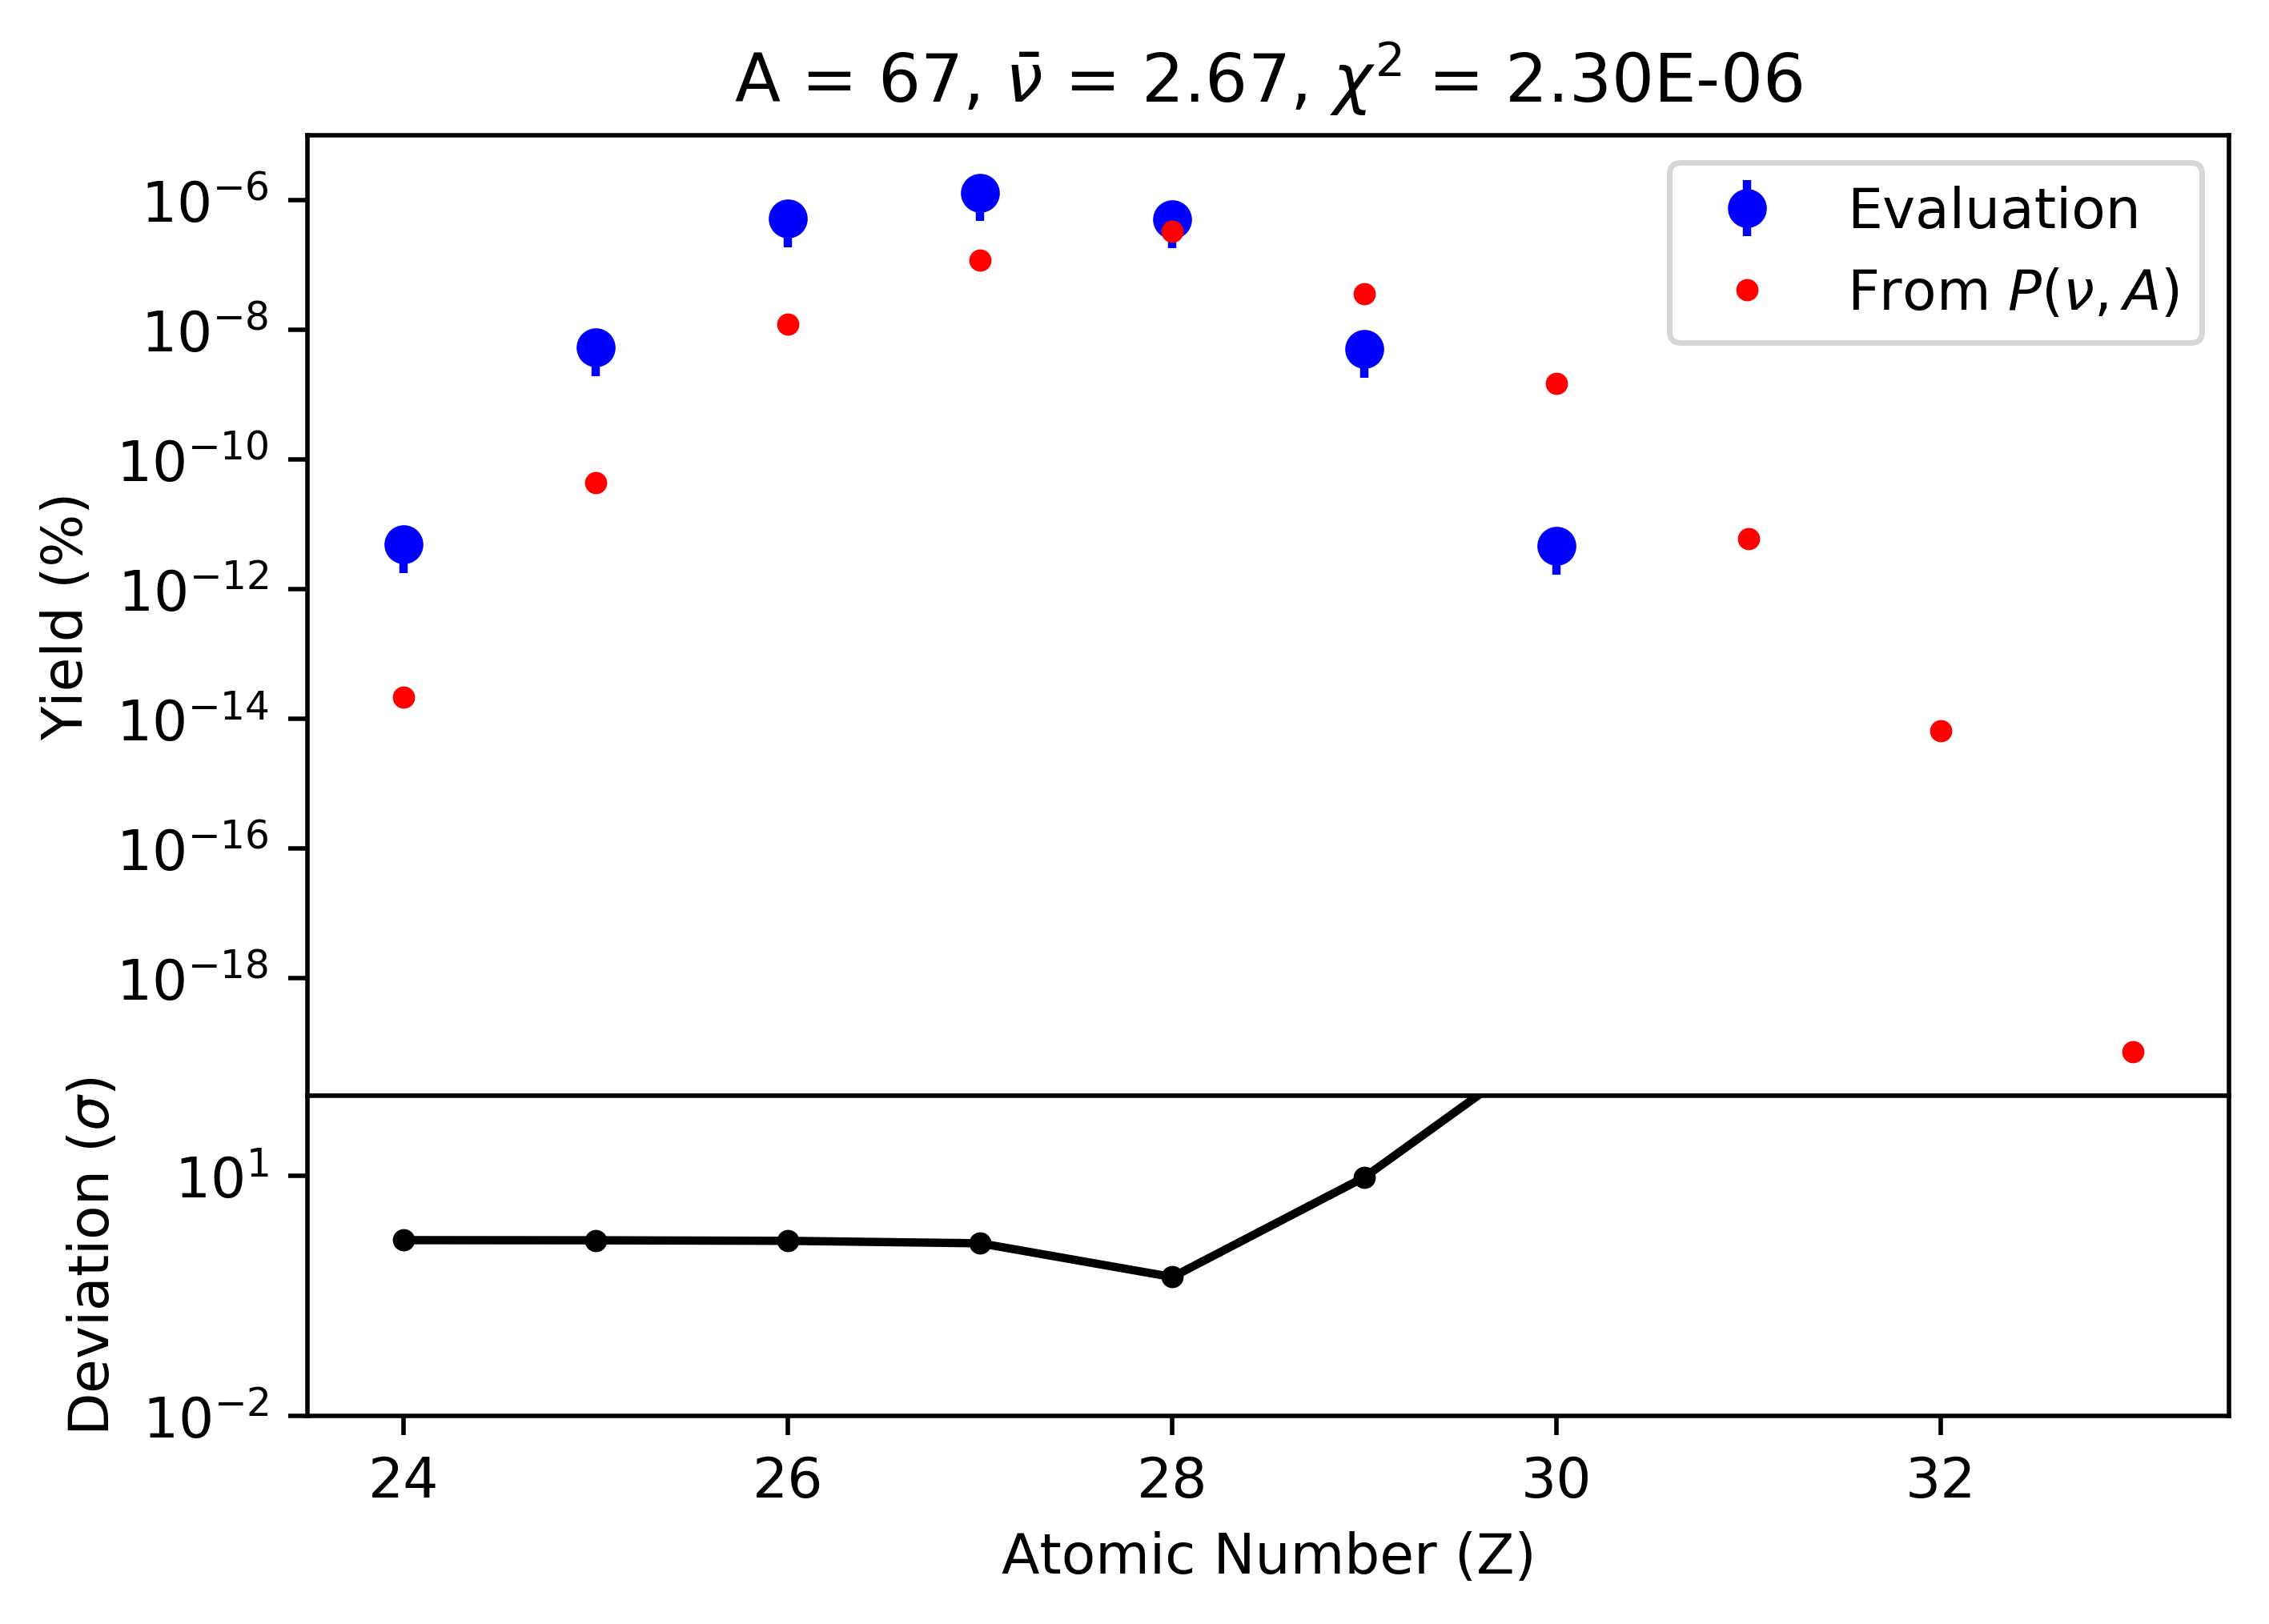 A = 67, ν̄ = 2.67, χ² = 2.30E-06
Evaluation
From P(ν, A)
Yield (%)
10⁻⁶
10⁻⁸
10⁻¹⁰
10⁻¹²
10⁻¹⁴
10⁻¹⁶
10⁻¹⁸
Deviation (σ)
10¹
10⁻²
24 26 28 30 32
Atomic Number (Z)